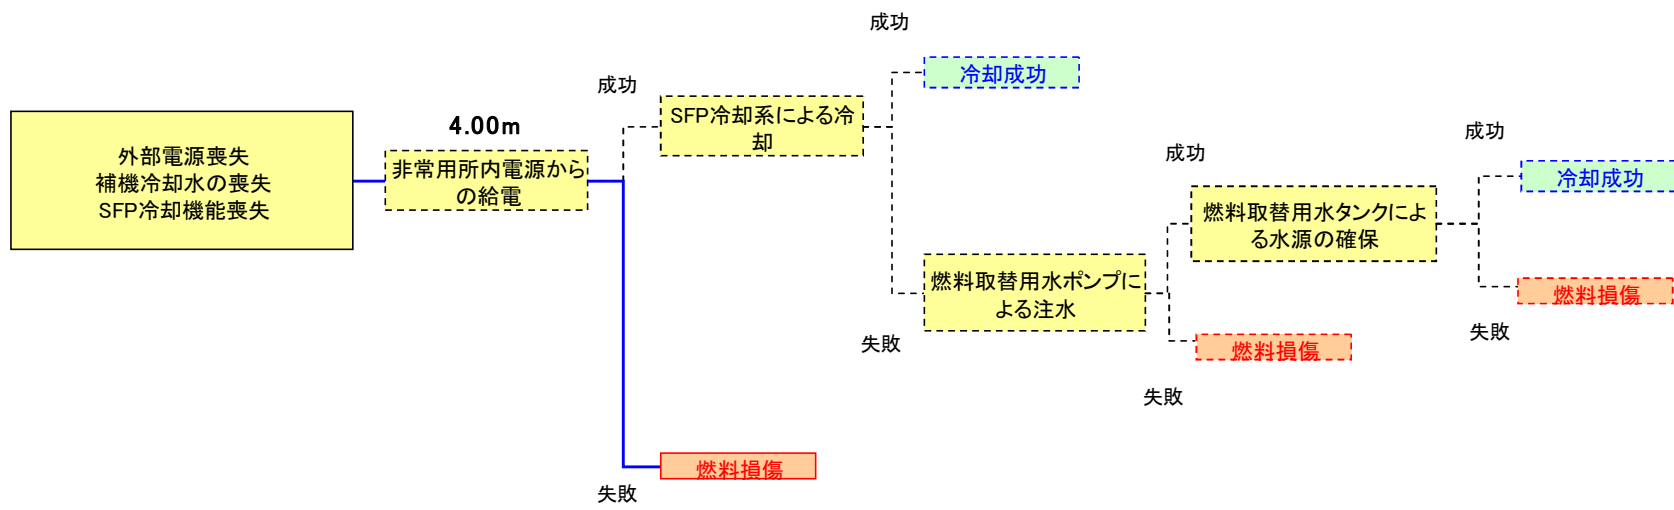 外部電源喪失
補機冷却水の喪失
SFP冷却機能喪失
4.00m
非常用所内電源から
の給電
成功
SFP冷却系による冷
却
成功
冷却成功
失敗
燃料取替用水ポンプに
よる注水
成功
燃料取替用水タンクによ
る水源の確保
成功
冷却成功
燃料損傷
失敗
燃料損傷
失敗
燃料損傷
失敗